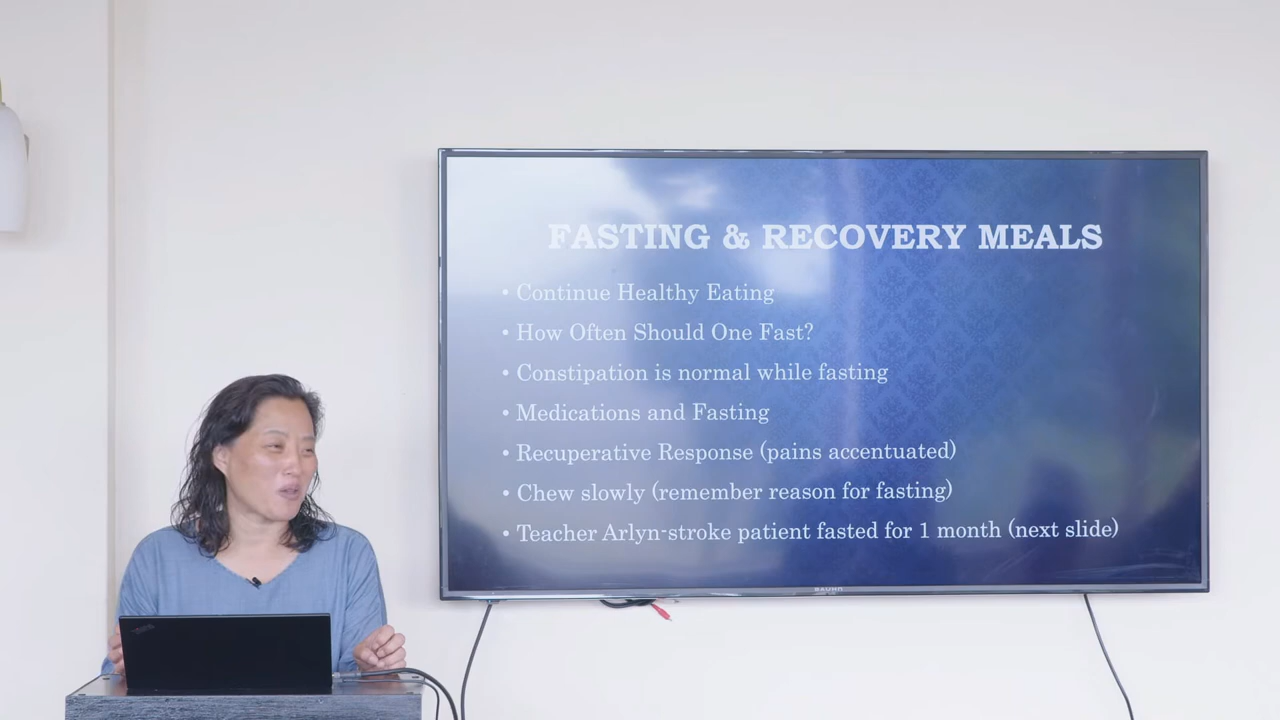 FASTING & RECOVERY MEALS
• Continue Healthy Eating
• How Often Should One Fast?
• Constipation is normal while fasting
• Medications and Fasting
• Recuperative Response (pains accentuated)
• Chew slowly (remember reason for fasting)
• Teacher Arlyn-stroke patient fasted for 1 month (next slide)